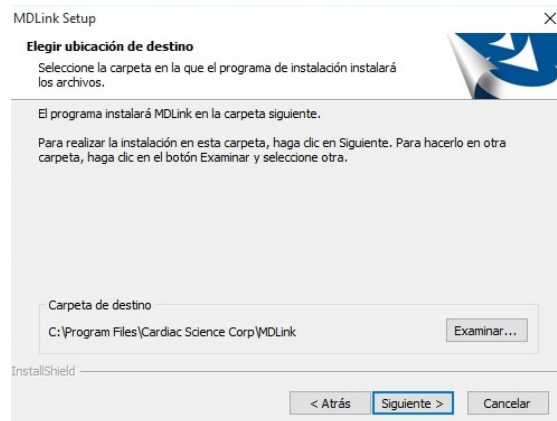 MDLink Setup
Elegir ubicación de destino
Seleccione la carpeta en la que el programa de instalación instalará
los archivos.
El programa instalará MDLink en la carpeta siguiente.
Para realizar la instalación en esta carpeta, haga clic en Siguiente. Para hacerlo en otra
carpeta, haga clic en el botón Examinar y seleccione otra.
Carpeta de destino
C:\Program Files\Cardiac Science Corp\MDLink
Examinar...
InstallShield
< Atrás
Siguiente >
Cancelar